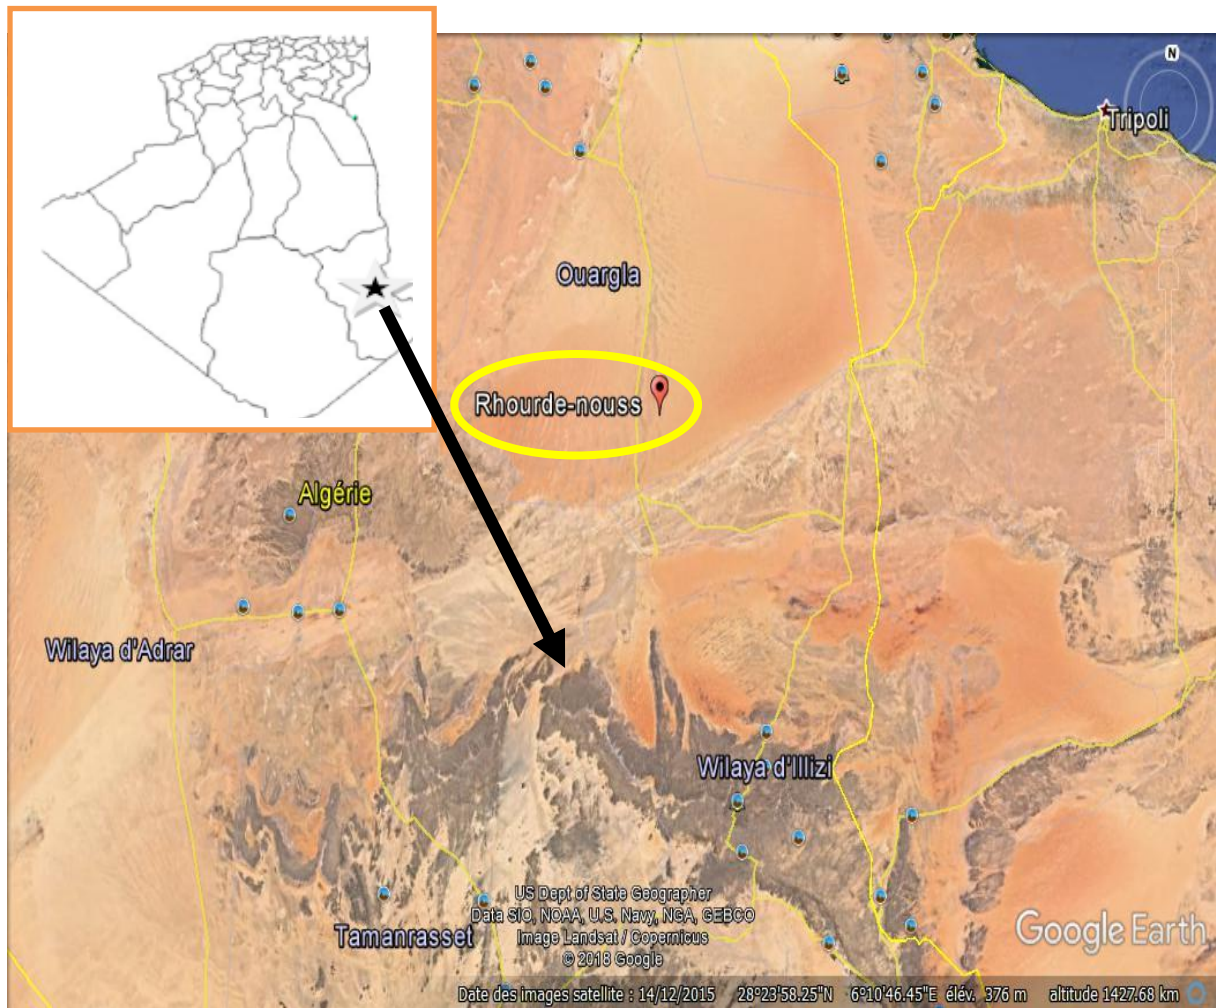 N
Tripoli
Ouargla
Rhourde-nouss
Algérie
Wilaya d'Adrar
Wilaya d'Illizi
US Dept of State Geographer
Data SIO, NOAA, U.S. Navy, NGA, GEBCO
Image Landsat / Copernicus
© 2018 Google
Tamanrasset
Google Earth
Date des images satellite : 14/12/2015 28°23'58.25"N 6°10'46.45"E élév. 376 m altitude 1427.68 km